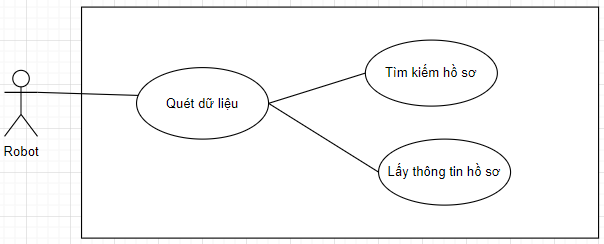 Tìm kiếm hồ sơ
Quét dữ liệu
Robot
Lấy thông tin hồ sơ